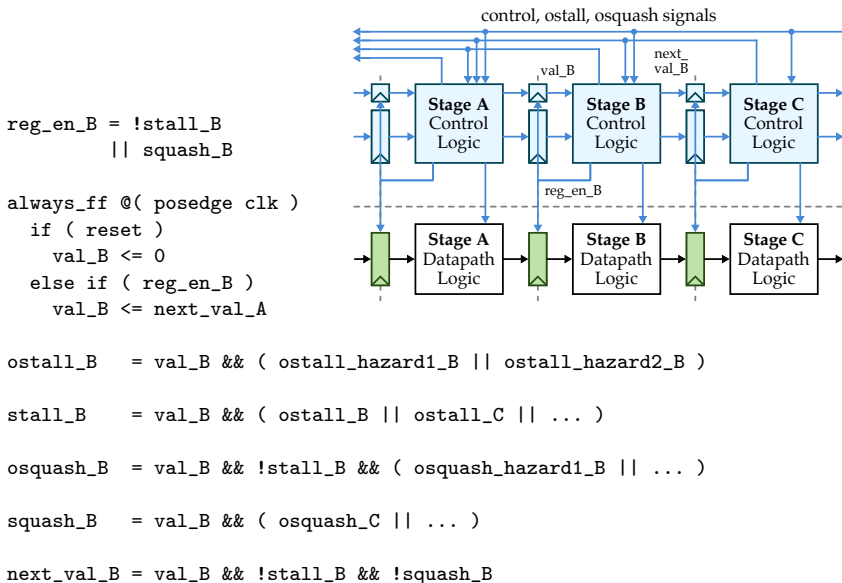 control, ostall, osquash signals
val_B
next_
val_B
Stage A
Control
Logic
Stage B
Control
Logic
Stage C
Control
Logic
reg_en_B
Stage A
Datapath
Logic
Stage B
Datapath
Logic
Stage C
Datapath
Logic
reg_en_B = !stall_B
|| squash_B
always_ff @( posedge clk )
if ( reset )
val_B <= 0
else if ( reg_en_B )
val_B <= next_val_A
ostall_B = val_B && ( ostall_hazard1_B || ostall_hazard2_B )
stall_B = val_B && ( ostall_B || ostall_C || ... )
osquash_B = val_B && !stall_B && ( osquash_hazard1_B || ... )
squash_B = val_B && ( osquash_C || ... )
next_val_B = val_B && !stall_B && !squash_B